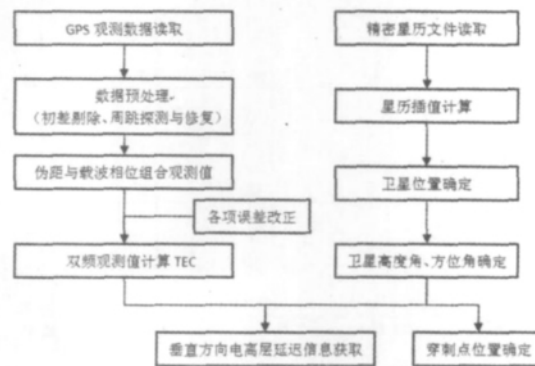 GPS 观测数据读取
数据预处理
(初差剔除、周跳探测与修复)
伪距与载波相位组合观测值
各项误差改正
双频观测值计算 TEC
精密星历文件读取
星历插值计算
卫星位置确定
卫星高度角、方位角确定
垂直方向电离层延迟信息获取
穿刺点位置确定